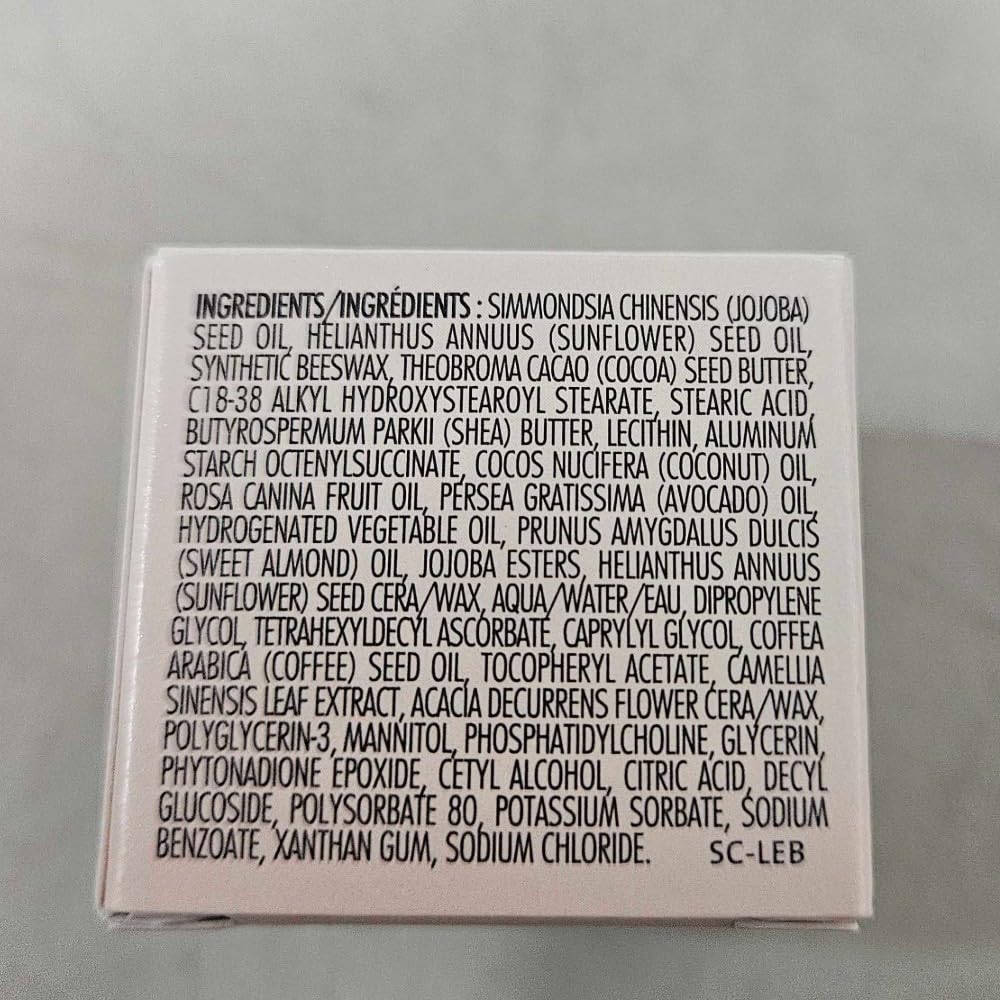 INGREDIENTS/INGRÉDIENTS : SIMMONDSIA CHINENSIS (JOJOBA)
SEED OIL, HELIANTHUS ANNUUS (SUNFLOWER) SEED OIL,
SYNTHETIC BEESWAX, THEOBROMA CACAO (COCOA) SEED BUTTER,
C18-38 ALKYL HYDROXYSTEAROYL STEARATE, STEARIC ACID,
BUTYROSPERMUM PARKII (SHEA) BUTTER, LECITHIN, ALUMINUM
STARCH OCTENYLSUCCINATE, COCOS NUCIFERA (COCONUT) OIL,
ROSA CANINA FRUIT OIL, PERSEA GRATISSIMA (AVOCADO) OIL,
HYDROGENATED VEGETABLE OIL, PRUNUS AMYGDALUS DULCIS
(SWEET ALMOND) OIL, JOJOBA ESTERS, HELIANTHUS ANNUUS
(SUNFLOWER) SEED CERA/WAX, AQUA/WATER/EAU, DIPROPYLENE
GLYCOL, TETRAHEXYLDECYL ASCORBATE, CAPRYLYL GLYCOL, COFFEA
ARABICA (COFFEE) SEED OIL, TOCOPHERYL ACETATE, CAMELLIA
SINENSIS LEAF EXTRACT, ACACIA DECURRENS FLOWER CERA/WAX,
POLYGLYCERIN-3, MANNITOL, PHOSPHATIDYLCHOLINE, GLYCERIN,
PHYTONADIONE EPOXIDE, CETYL ALCOHOL, CITRIC ACID, DECYL
GLUCOSIDE, POLYSORBATE 80, POTASSIUM SORBATE, SODIUM
BENZOATE, XANTHAN GUM, SODIUM CHLORIDE. SC-LEB